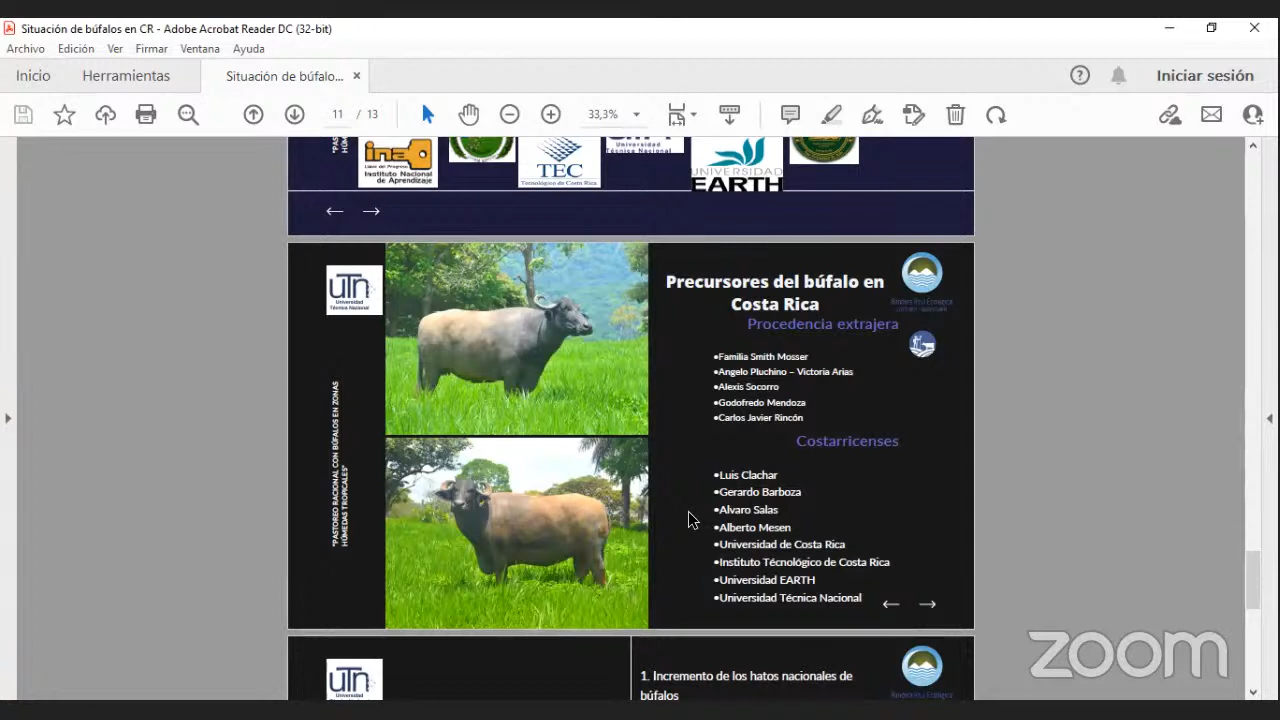 Situación de búfalos en CR - Adobe Acrobat Reader DC (32-bit)
Archivo Edición Ver Firmar Ventana Ayuda
Inicio Herramientas Situación de búfalo... ×
11 / 13 33,3%
Iniciar sesión
ina
Instituto Nacional
de Aprendizaje
TEC
Tecnológico de Costa Rica
Universidad
Técnica Nacional
UNIVERSIDAD
EARTH
uTn
Universidad
Técnica Nacional
"PASTOREO RACIONAL CON BÚFALOS EN ZONAS
HÚMEDAS TROPICALES"
Precursores del búfalo en
Costa Rica
Procedencia extrajera
•Familia Smith Mosser
•Angelo Pluchino – Victoria Arias
•Alexis Socorro
•Godofredo Mendoza
•Carlos Javier Rincón
Costarricenses
•Luis Clachar
•Gerardo Barboza
•Alvaro Salas
•Alberto Mesen
•Universidad de Costa Rica
•Instituto Técnológico de Costa Rica
•Universidad EARTH
•Universidad Técnica Nacional
uTn
Universidad
1. Incremento de los hatos nacionales de
búfalos
zoom